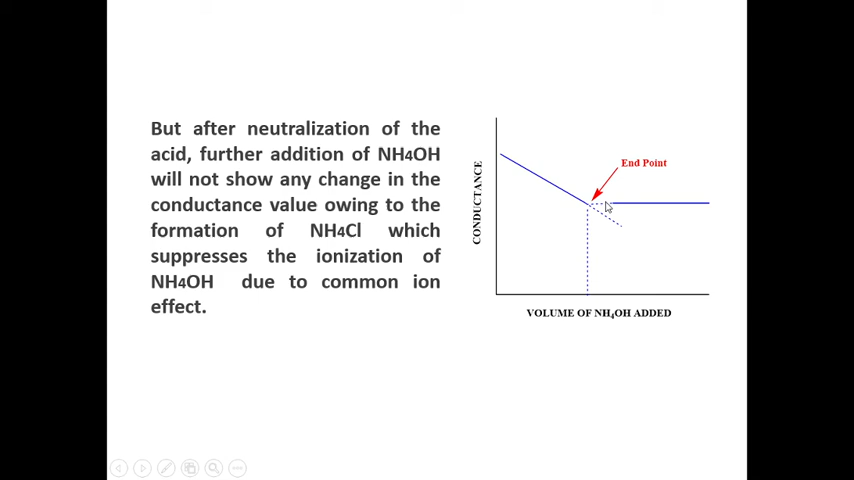 But after neutralization of the
acid, further addition of NH4OH
will not show any change in the
conductance value owing to the
formation of NH4Cl which
suppresses the ionization of
NH4OH due to common ion
effect.
End Point
CONDUCTANCE
VOLUME OF NH₄OH ADDED